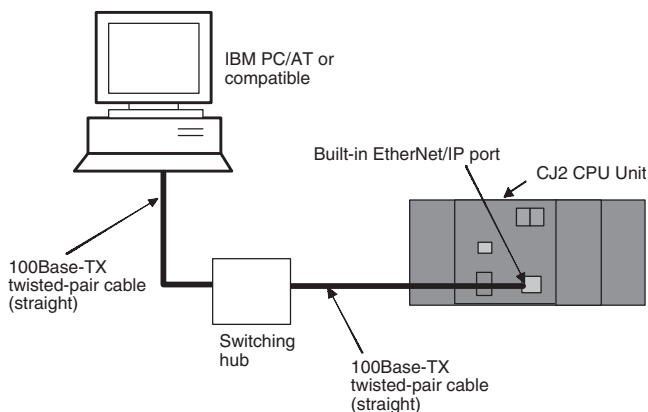 IBM PC/AT or
compatible
Built-in EtherNet/IP port
CJ2 CPU Unit
100Base-TX
twisted-pair cable
(straight)
Switching
hub
100Base-TX
twisted-pair cable
(straight)